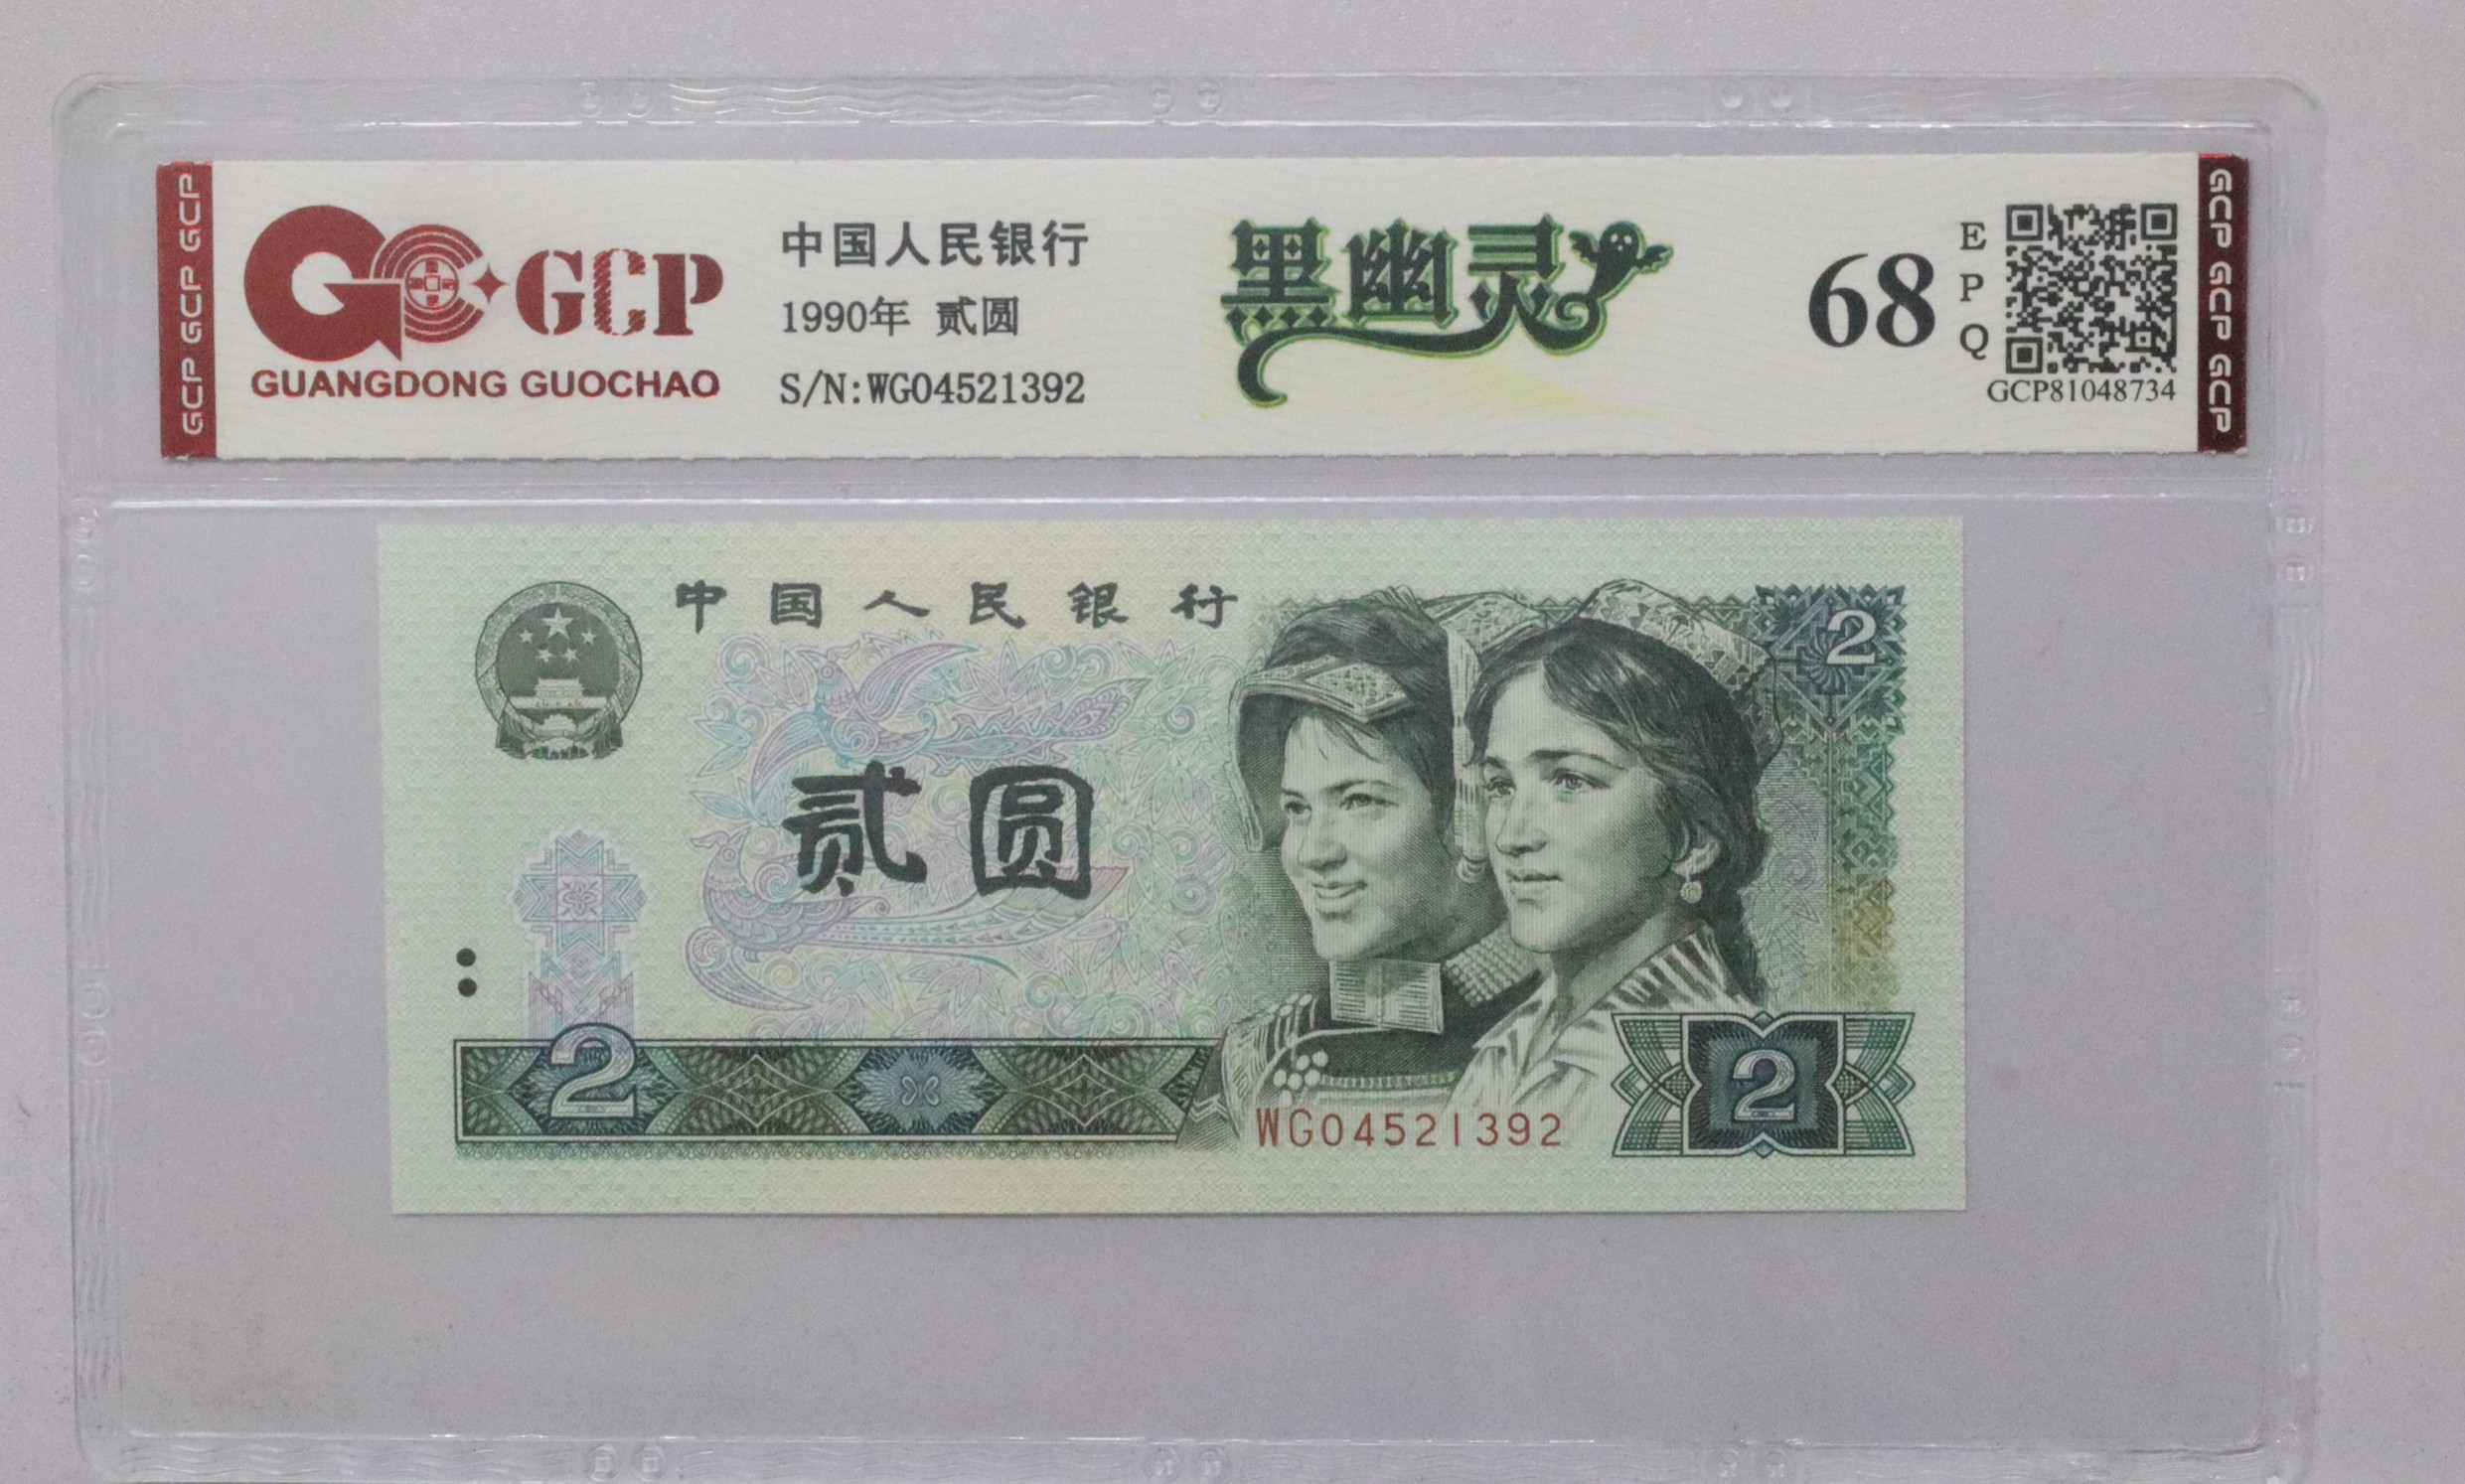 GCP GCP GCP
GCP
GUANGDONG GUOCHAO
中国人民银行
1990年 贰圆
S/N:WG04521392
黑幽灵
68
E
P
Q
GCP81048734
GCP GCP GCP
中国人民银行
2
贰圆
2
WG04521392
2